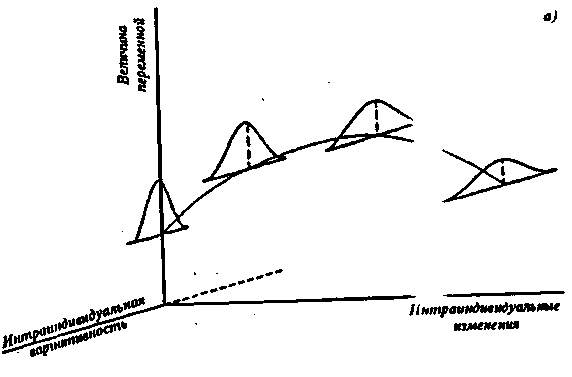 а)
Величина
переменной
Интраиндивидуальная
вариативность
Интраиндивидуальные
изменения